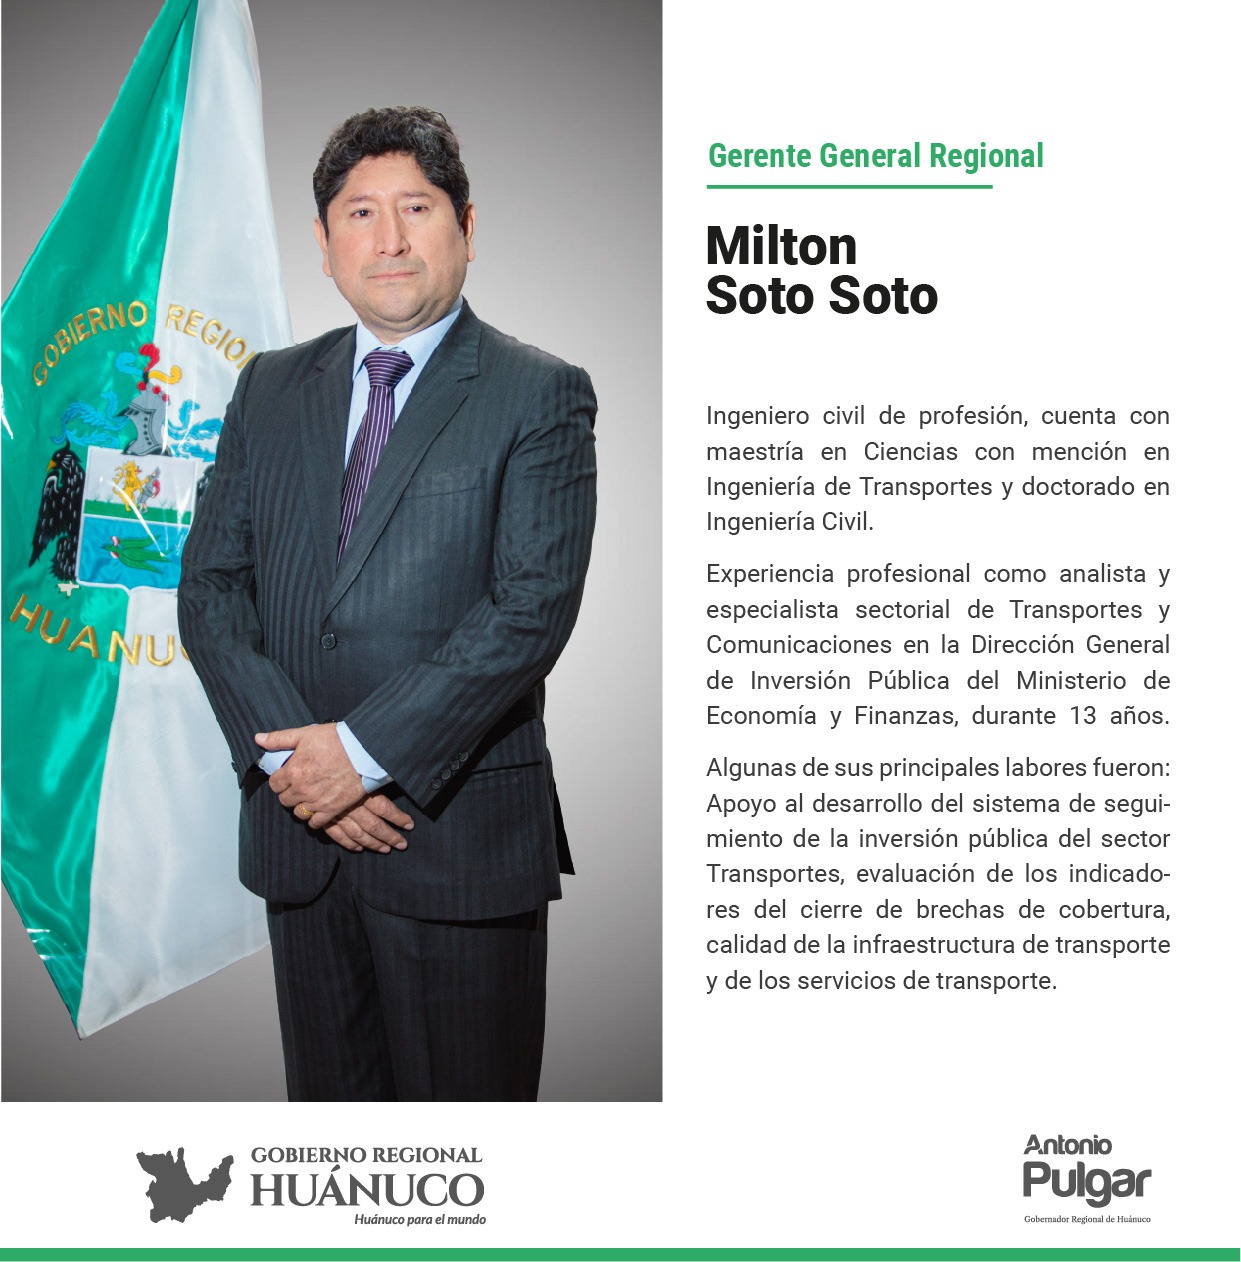 GOBIERNO REGION
HUANUC
Gerente General Regional
Milton
Soto Soto
Ingeniero civil de profesión, cuenta con
maestría en Ciencias con mención en
Ingeniería de Transportes y doctorado en
Ingeniería Civil.
Experiencia profesional como analista y
especialista sectorial de Transportes y
Comunicaciones en la Dirección General
de Inversión Pública del Ministerio de
Economía y Finanzas, durante 13 años.
Algunas de sus principales labores fueron:
Apoyo al desarrollo del sistema de segui-
miento de la inversión pública del sector
Transportes, evaluación de los indicado-
res del cierre de brechas de cobertura,
calidad de la infraestructura de transporte
y de los servicios de transporte.
GOBIERNO REGIONAL
HUÁNUCO
Huánuco para el mundo
Antonio
Pulgar
Gobernador Regional de Huánuco